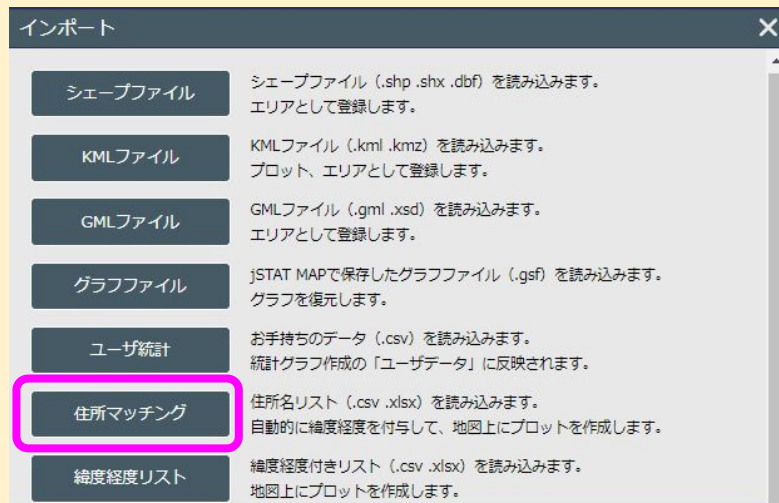 インポート
シェープファイル
シェープファイル（.shp .shx .dbf）を読み込みます。
エリアとして登録します。
KMLファイル
KMLファイル（.kml .kmz）を読み込みます。
プロット、エリアとして登録します。
GMLファイル
GMLファイル（.gml .xsd）を読み込みます。
エリアとして登録します。
グラフファイル
jSTAT MAPで保存したグラフファイル（.gsf）を読み込みます。
グラフを復元します。
ユーザ統計
お手持ちのデータ（.csv）を読み込みます。
統計グラフ作成の「ユーザデータ」に反映されます。
住所マッチング
住所名リスト（.csv .xlsx）を読み込みます。
自動的に緯度経度を付与して、地図上にプロットを作成します。
緯度経度リスト
緯度経度付きリスト（.csv .xlsx）を読み込みます。
地図上にプロットを作成します。